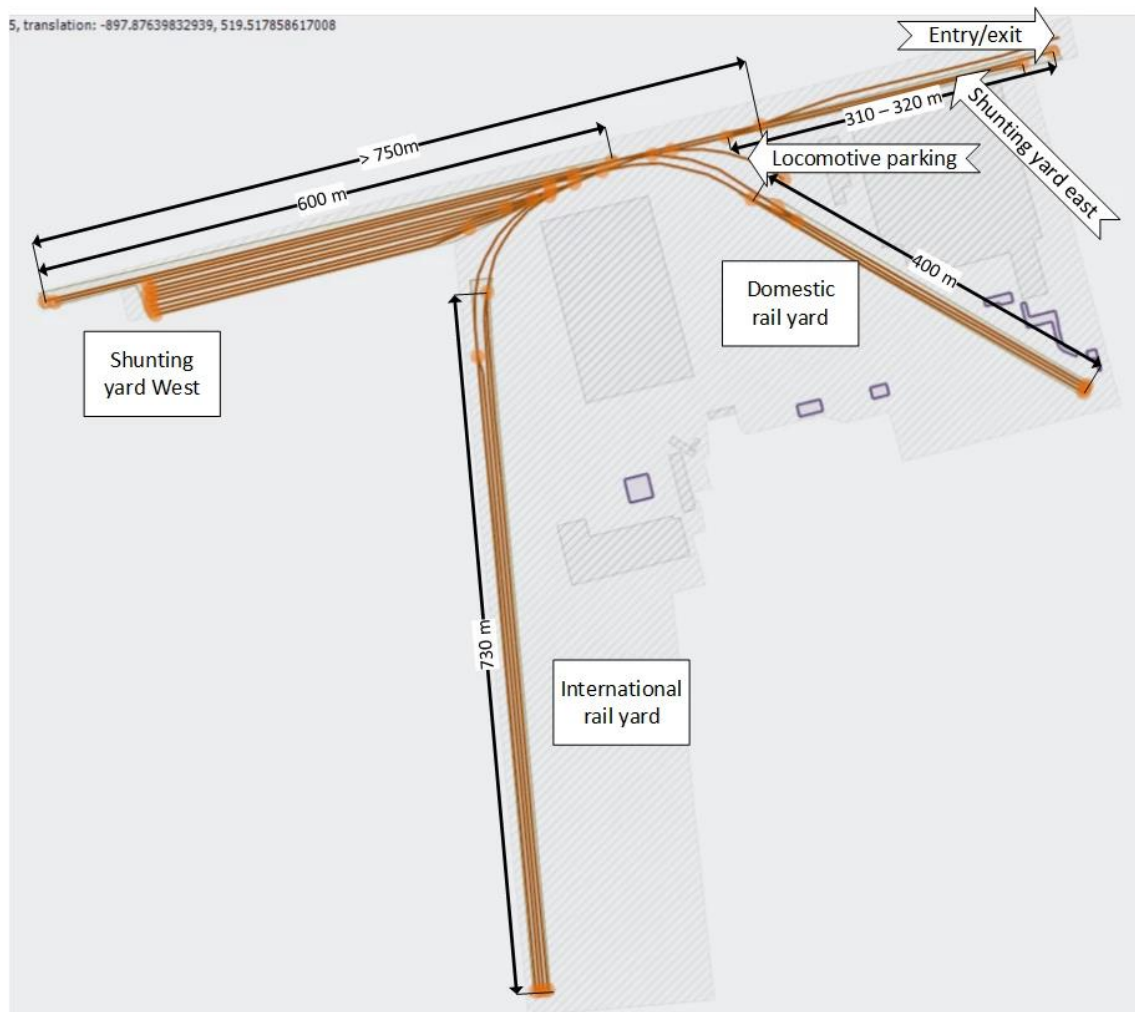 5, translation: -897.87639832939, 519.517858617008
Entry/exit
> 750m
310 – 320 m
Shunting yard east
600 m
Locomotive parking
400 m
Domestic
rail yard
Shunting
yard West
730 m
International
rail yard